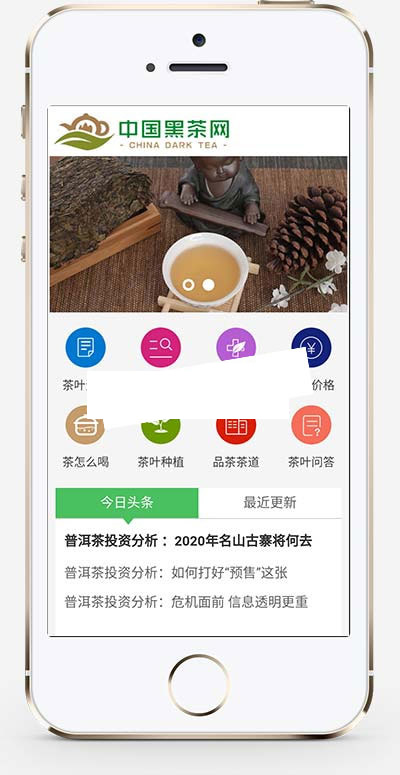 中国黑茶网
- CHINA DARK TEA -
茶叶
价格
茶怎么喝
茶叶种植
品茶茶道
茶叶问答
今日头条
最近更新
普洱茶投资分析 ：2020年名山古寨将何去
普洱茶投资分析：如何打好“预售”这张
普洱茶投资分析：危机面前 信息透明更重